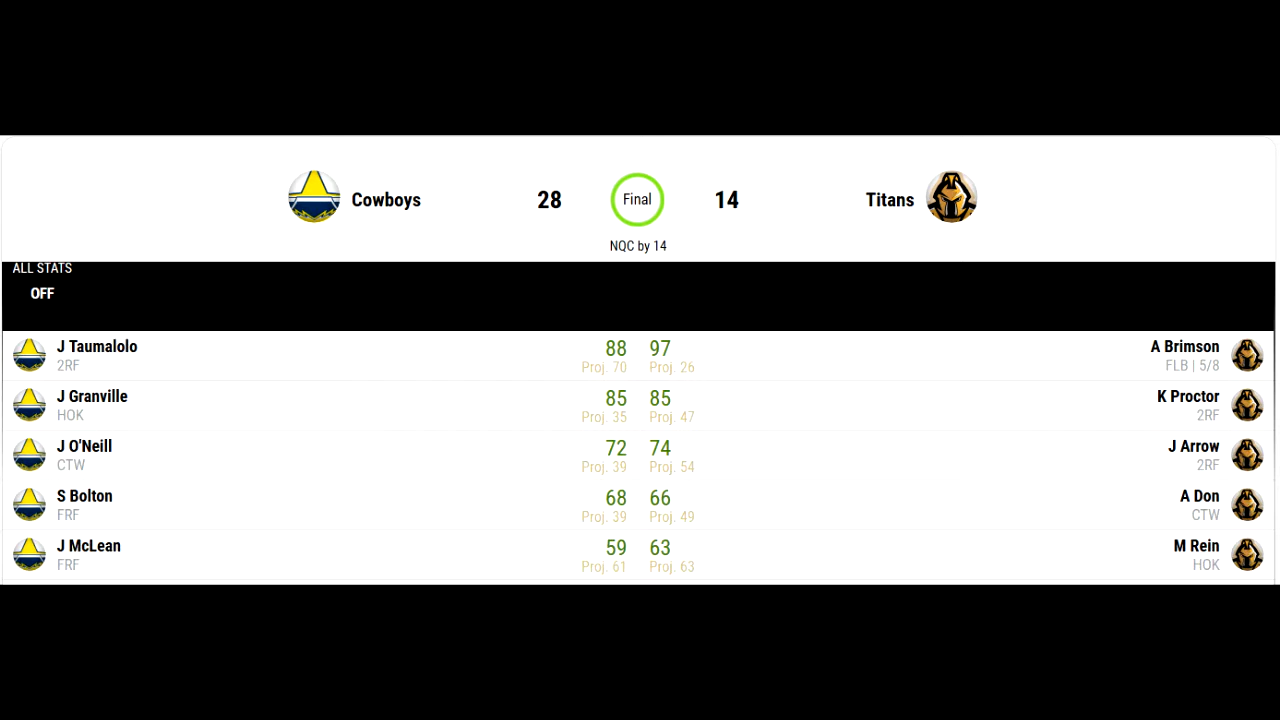 Cowboys 28 Final 14 Titans
NQC by 14
ALL STATS
OFF
J Taumalolo 88 97 A Brimson
2RF Proj. 70 Proj. 26 FLB | 5/8
J Granville 85 85 K Proctor
HOK Proj. 35 Proj. 47 2RF
J O'Neill 72 74 J Arrow
CTW Proj. 39 Proj. 54 2RF
S Bolton 68 66 A Don
FRF Proj. 39 Proj. 49 CTW
J McLean 59 63 M Rein
FRF Proj. 61 Proj. 63 HOK